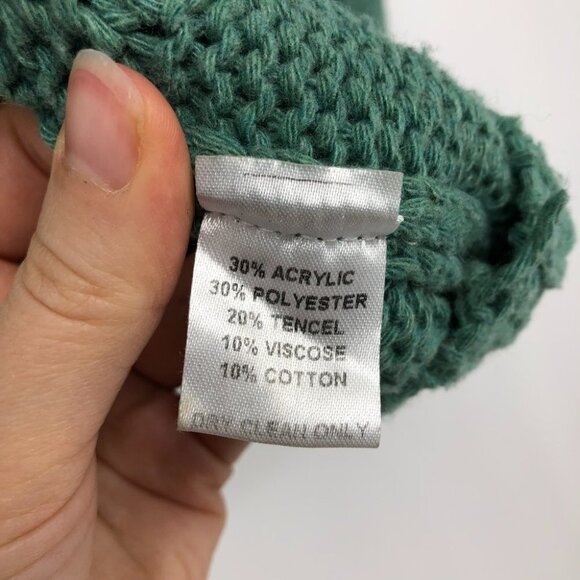 30% ACRYLIC
30% POLYESTER
20% TENCEL
10% VISCOSE
10% COTTON
DRY CLEAN ONLY